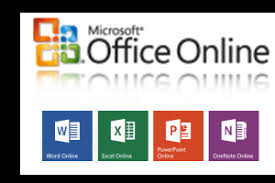 Microsoft®
Office Online
W
X
P
N
Word Online
Excel Online
PowerPoint
Online
OneNote Online